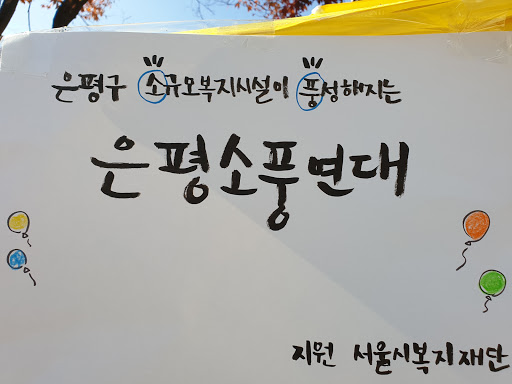 은평구 소규모복지시설이 풍성해지는
은평소풍연대
지원 서울시복지재단